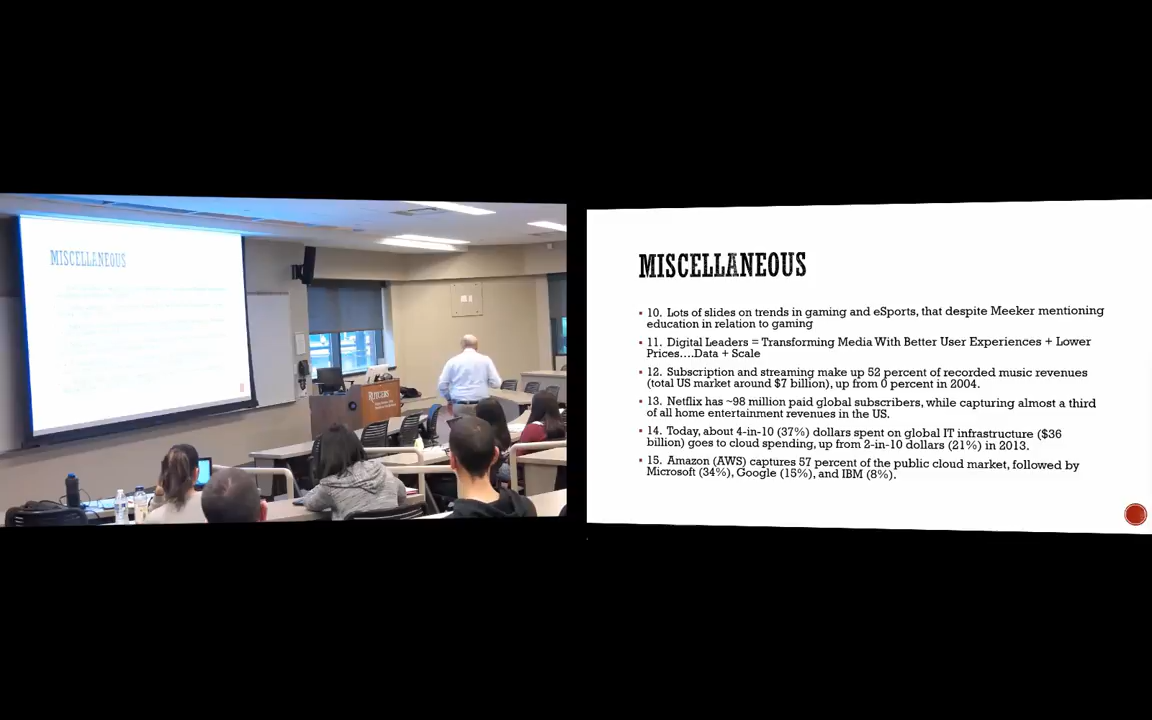 MISCELLANEOUS
RUTGERS
MISCELLANEOUS
▪ 10. Lots of slides on trends in gaming and eSports, that despite Meeker mentioning
education in relation to gaming
▪ 11. Digital Leaders = Transforming Media With Better User Experiences + Lower
Prices….Data + Scale
▪ 12. Subscription and streaming make up 52 percent of recorded music revenues
(total US market around $7 billion), up from 0 percent in 2004.
▪ 13. Netflix has ~98 million paid global subscribers, while capturing almost a third
of all home entertainment revenues in the US.
▪ 14. Today, about 4-in-10 (37%) dollars spent on global IT infrastructure ($36
billion) goes to cloud spending, up from 2-in-10 dollars (21%) in 2013.
▪ 15. Amazon (AWS) captures 57 percent of the public cloud market, followed by
Microsoft (34%), Google (15%), and IBM (8%).